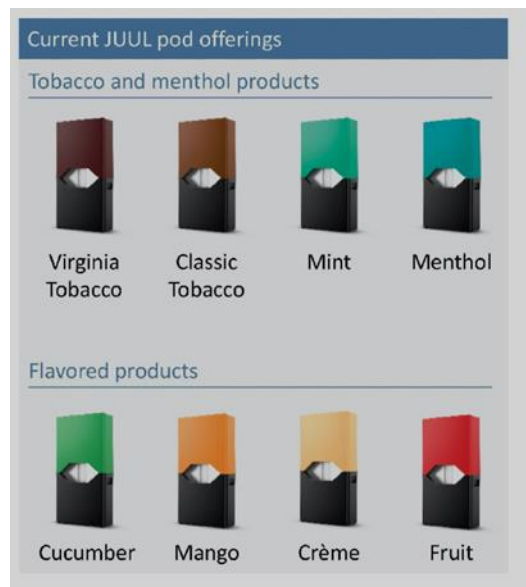 Current JUUL pod offerings
Tobacco and menthol products
Virginia Tobacco
Classic Tobacco
Mint
Menthol
Flavored products
Cucumber
Mango
Crème
Fruit